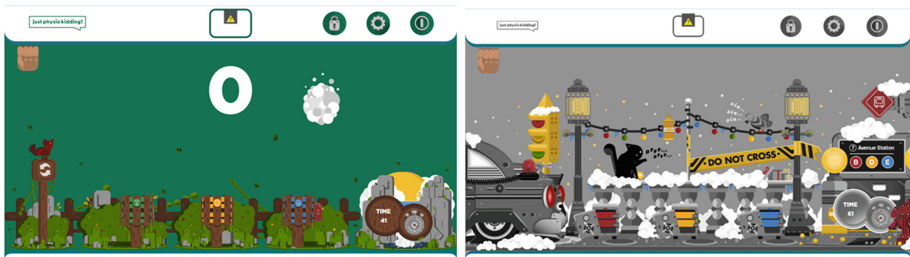 just physio kidding!
0
TIME
41
just physio kidding!
DO NOT CROSS
7 Avenue Station
B D E
TIME
61